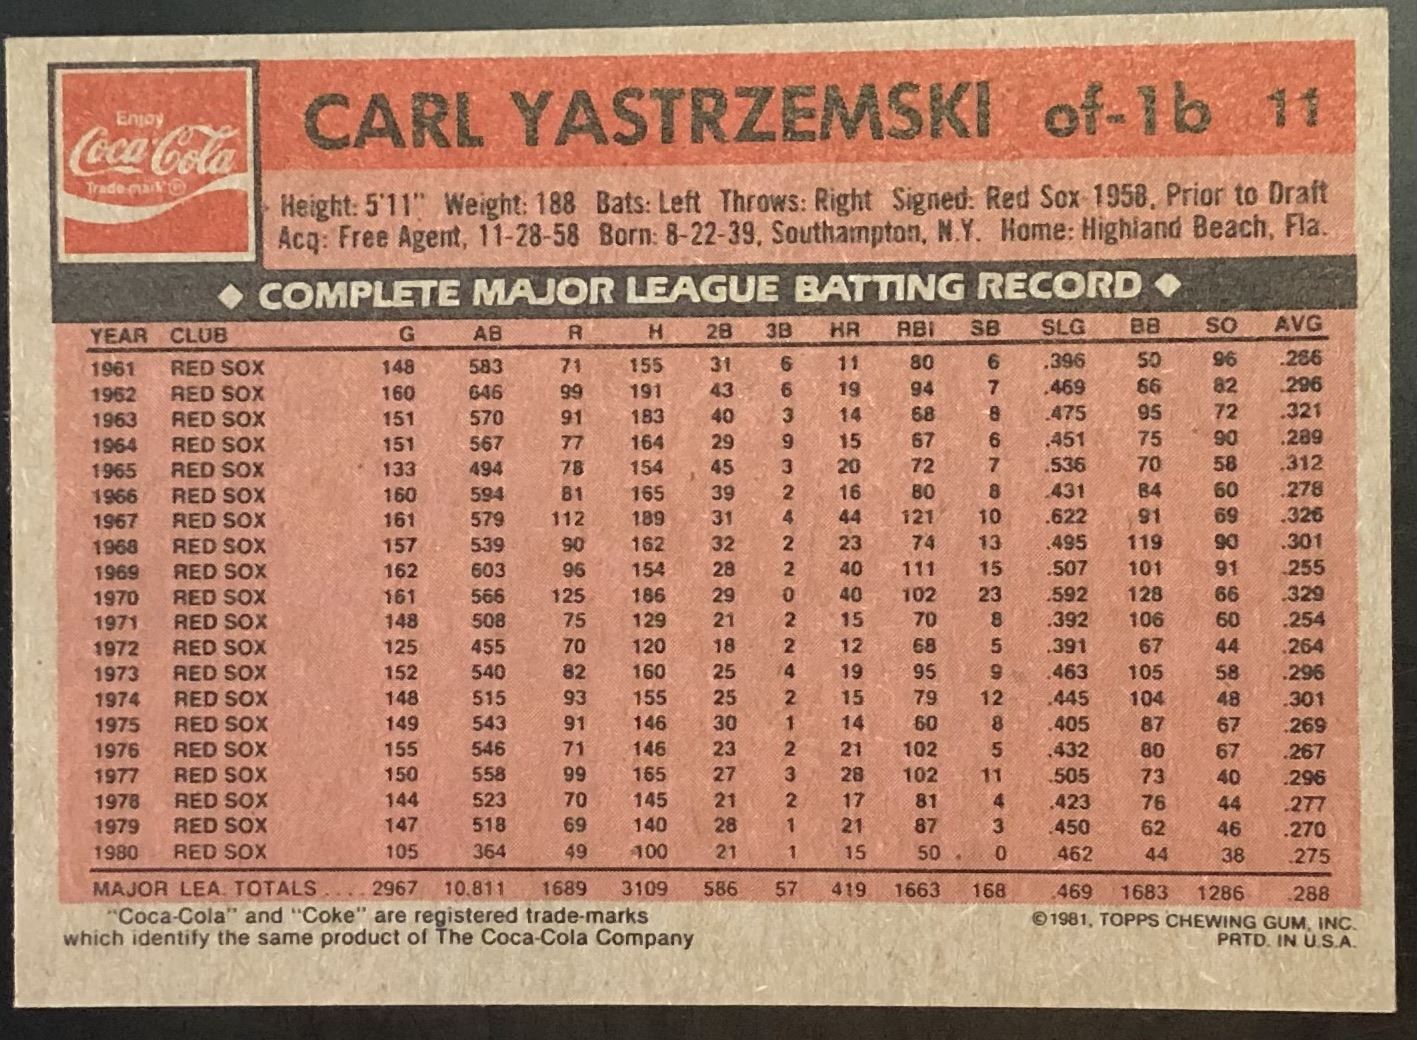 Enjoy
Coca-Cola
Trade-mark ®
CARL YASTRZEMSKI of-1b 11
Height: 5'11" Weight: 188 Bats: Left Throws: Right Signed: Red Sox 1958, Prior to Draft
Acq: Free Agent, 11-28-58 Born: 8-22-39, Southampton, N.Y. Home: Highland Beach, Fla.
◆ COMPLETE MAJOR LEAGUE BATTING RECORD ◆
YEAR CLUB G AB R H 2B 3B HR RBI SB SLG BB SO AVG
1961 RED SOX 148 583 71 155 31 6 11 80 6 .396 50 96 .266
1962 RED SOX 160 646 99 191 43 6 19 94 7 .469 66 82 .296
1963 RED SOX 151 570 91 183 40 3 14 68 8 .475 95 72 .321
1964 RED SOX 151 567 77 164 29 9 15 67 6 .451 75 90 .289
1965 RED SOX 133 494 78 154 45 3 20 72 7 .536 70 58 .312
1966 RED SOX 160 594 81 165 39 2 16 80 8 .431 84 60 .278
1967 RED SOX 161 579 112 189 31 4 44 121 10 .622 91 69 .326
1968 RED SOX 157 539 90 162 32 2 23 74 13 .495 119 90 .301
1969 RED SOX 162 603 96 154 28 2 40 111 15 .507 101 91 .255
1970 RED SOX 161 566 125 186 29 0 40 102 23 .592 128 66 .329
1971 RED SOX 148 508 75 129 21 2 15 70 8 .392 106 60 .254
1972 RED SOX 125 455 70 120 18 2 12 68 5 .391 67 44 .264
1973 RED SOX 152 540 82 160 25 4 19 95 9 .463 105 58 .296
1974 RED SOX 148 515 93 155 25 2 15 79 12 .445 104 48 .301
1975 RED SOX 149 543 91 146 30 1 14 60 8 .405 87 67 .269
1976 RED SOX 155 546 71 146 23 2 21 102 5 .432 80 67 .267
1977 RED SOX 150 558 99 165 27 3 28 102 11 .505 73 40 .296
1978 RED SOX 144 523 70 145 21 2 17 81 4 .423 76 44 .277
1979 RED SOX 147 518 69 140 28 1 21 87 3 .450 62 46 .270
1980 RED SOX 105 364 49 100 21 1 15 50 0 .462 44 38 .275
MAJOR LEA. TOTALS .... 2967 10.811 1689 3109 586 57 419 1663 168 .469 1683 1286 .288
"Coca-Cola" and "Coke" are registered trade-marks
which identify the same product of The Coca-Cola Company
©1981, TOPPS CHEWING GUM, INC.
PRTD. IN U.S.A.